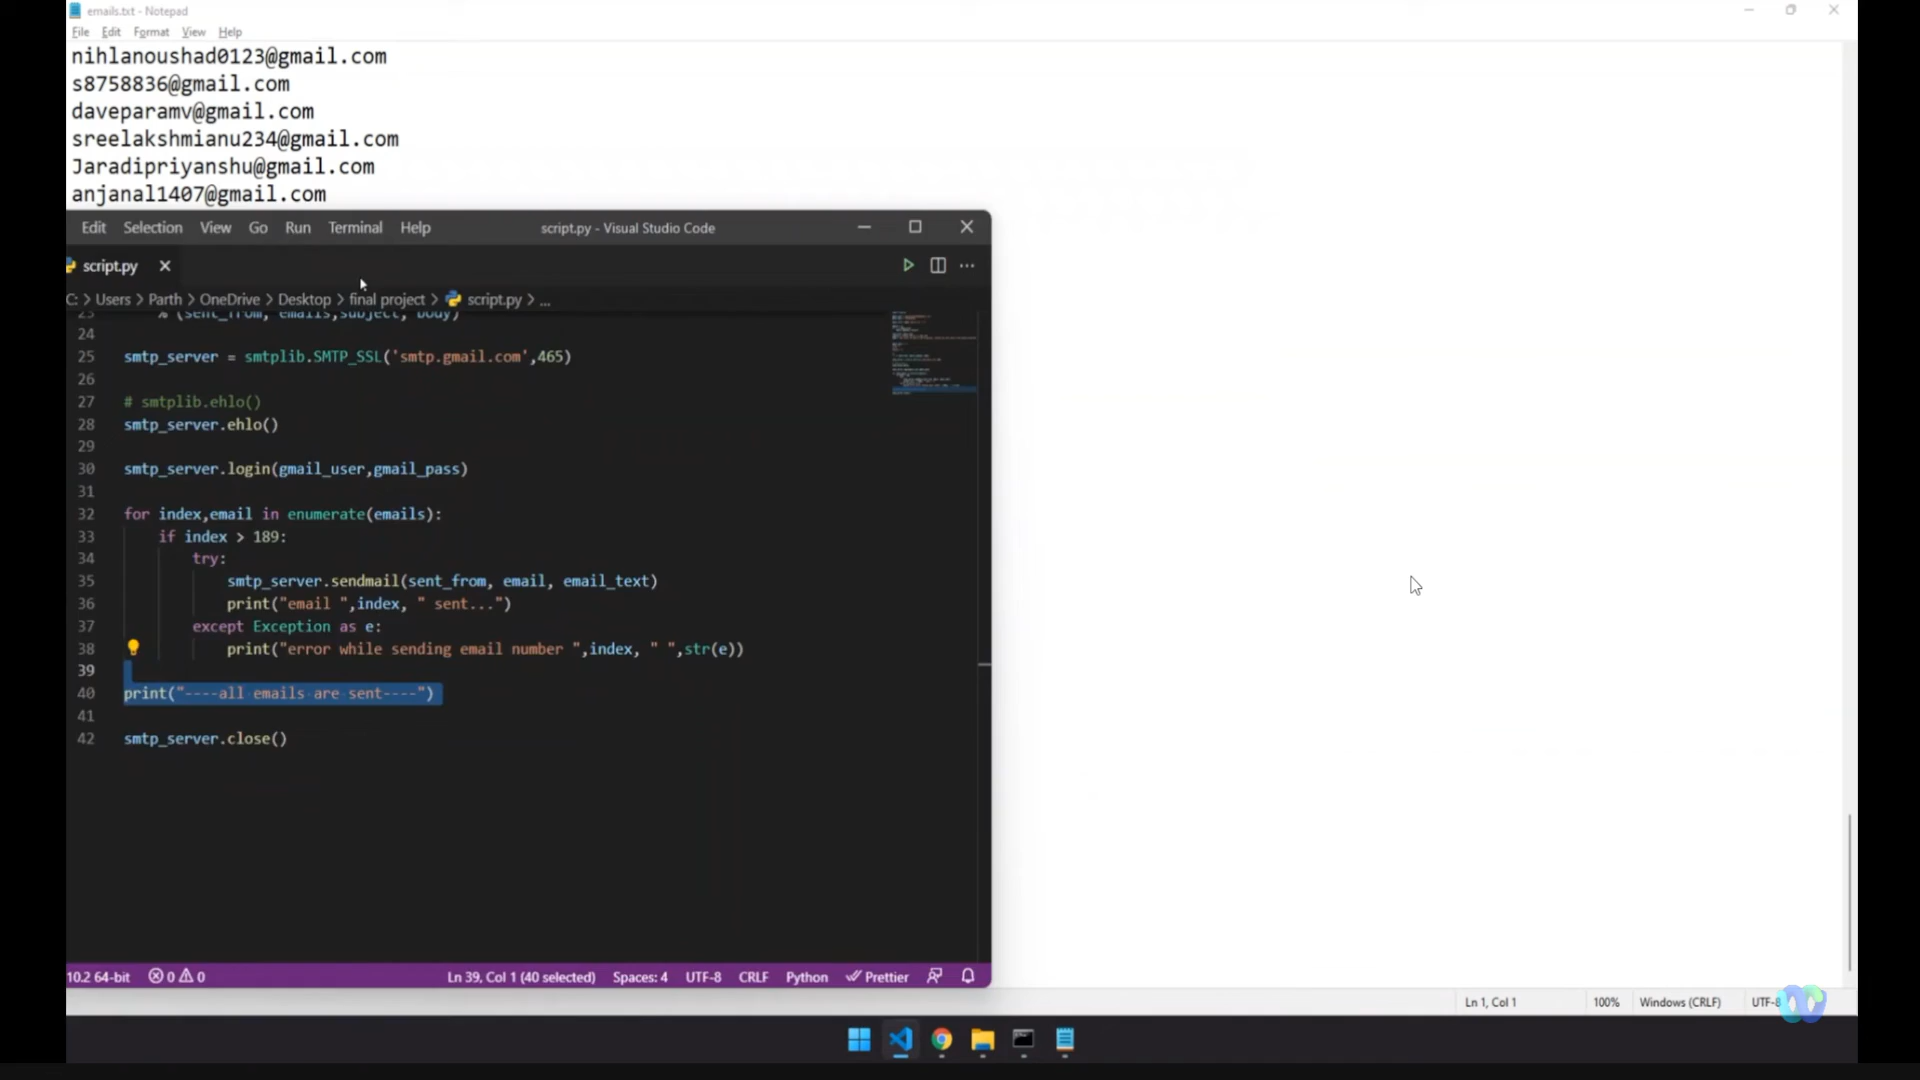 emails.txt - Notepad
File Edit Format View Help
nihlanoushad0123@gmail.com
s8758836@gmail.com
daveparamv@gmail.com
sreelakshmianu234@gmail.com
Jaradipriyanshu@gmail.com
anjanal1407@gmail.com
Edit Selection View Go Run Terminal Help script.py - Visual Studio Code
script.py
C: > Users > Parth > OneDrive > Desktop > final project > script.py > ...
23 % (sent_from, emails,subject, body)
24
25 smtp_server = smtplib.SMTP_SSL('smtp.gmail.com',465)
26
27 # smtplib.ehlo()
28 smtp_server.ehlo()
29
30 smtp_server.login(gmail_user,gmail_pass)
31
32 for index,email in enumerate(emails):
33 if index > 189:
34 try:
35 smtp_server.sendmail(sent_from, email, email_text)
36 print("email ",index, " sent...")
37 except Exception as e:
38 print("error while sending email number ",index, " ",str(e))
39
40 print("----all emails are sent----")
41
42 smtp_server.close()
10.2 64-bit 0 0 Ln 39, Col 1 (40 selected) Spaces: 4 UTF-8 CRLF Python Prettier
Ln 1, Col 1 100% Windows (CRLF) UTF-8